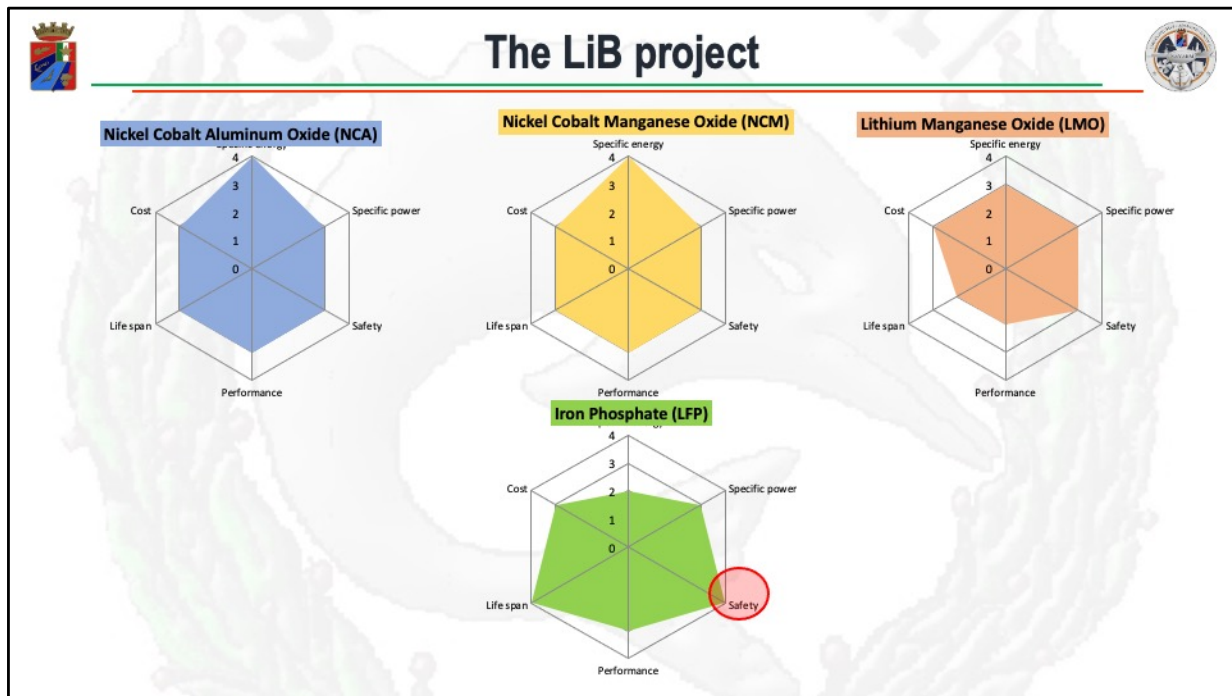 The LiB project
Nickel Cobalt Aluminum Oxide (NCA)
Specific energy
4
3
2
1
0
Cost
Specific power
Life span
Safety
Performance
Nickel Cobalt Manganese Oxide (NCM)
Specific energy
4
3
2
1
0
Cost
Specific power
Life span
Safety
Performance
Lithium Manganese Oxide (LMO)
Specific energy
4
3
2
1
0
Cost
Specific power
Life span
Safety
Performance
Iron Phosphate (LFP)
4
3
2
1
0
Cost
Specific power
Life span
Safety
Performance